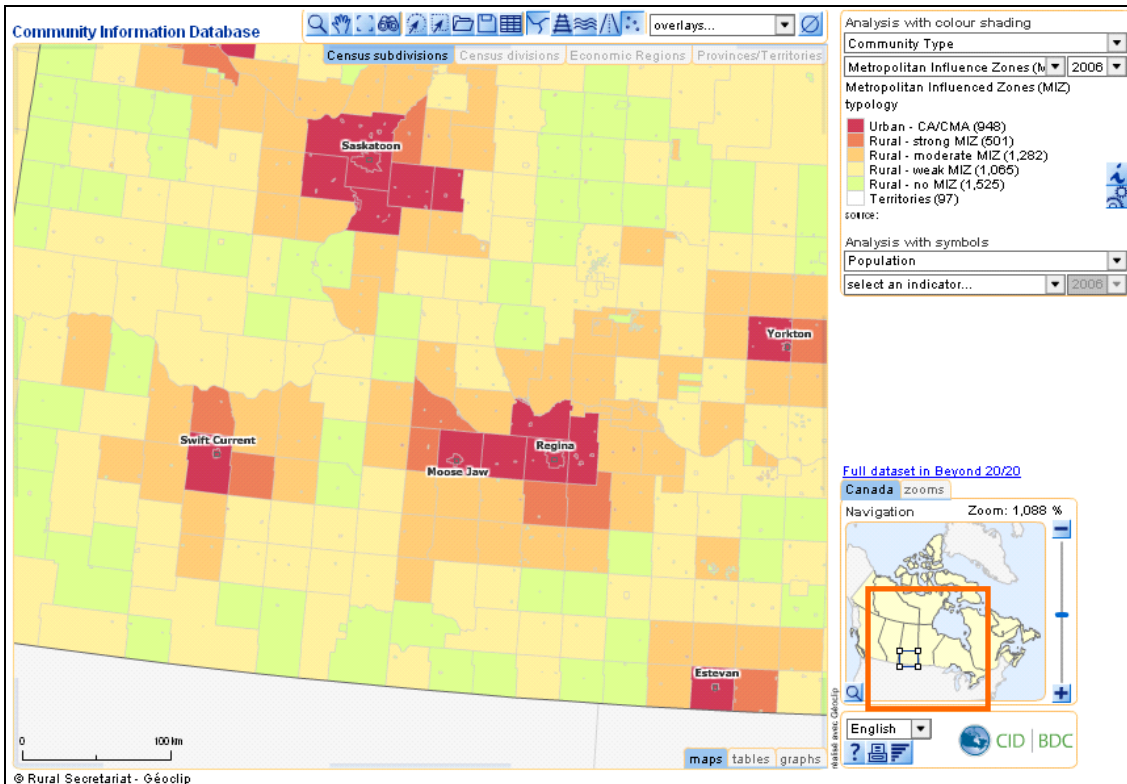 Community Information Database
overlays...
Census subdivisions Census divisions Economic Regions Provinces/Territories
Saskatoon
Yorkton
Swift Current
Moose Jaw
Regina
Estevan
0 100 km
maps tables graphs
© Rural Secretariat - Géoclip
réalisé avec Géoclip
Analysis with colour shading
Community Type
Metropolitan Influence Zones (M 2006
Metropolitan Influenced Zones (MIZ)
typology
Urban - CA/CMA (948)
Rural - strong MIZ (501)
Rural - moderate MIZ (1,282)
Rural - weak MIZ (1,065)
Rural - no MIZ (1,525)
Territories (97)
source:
Analysis with symbols
Population
select an indicator... 2006
Full dataset in Beyond 20/20
Canada zooms
Navigation Zoom: 1,088 %
English
CID | BDC